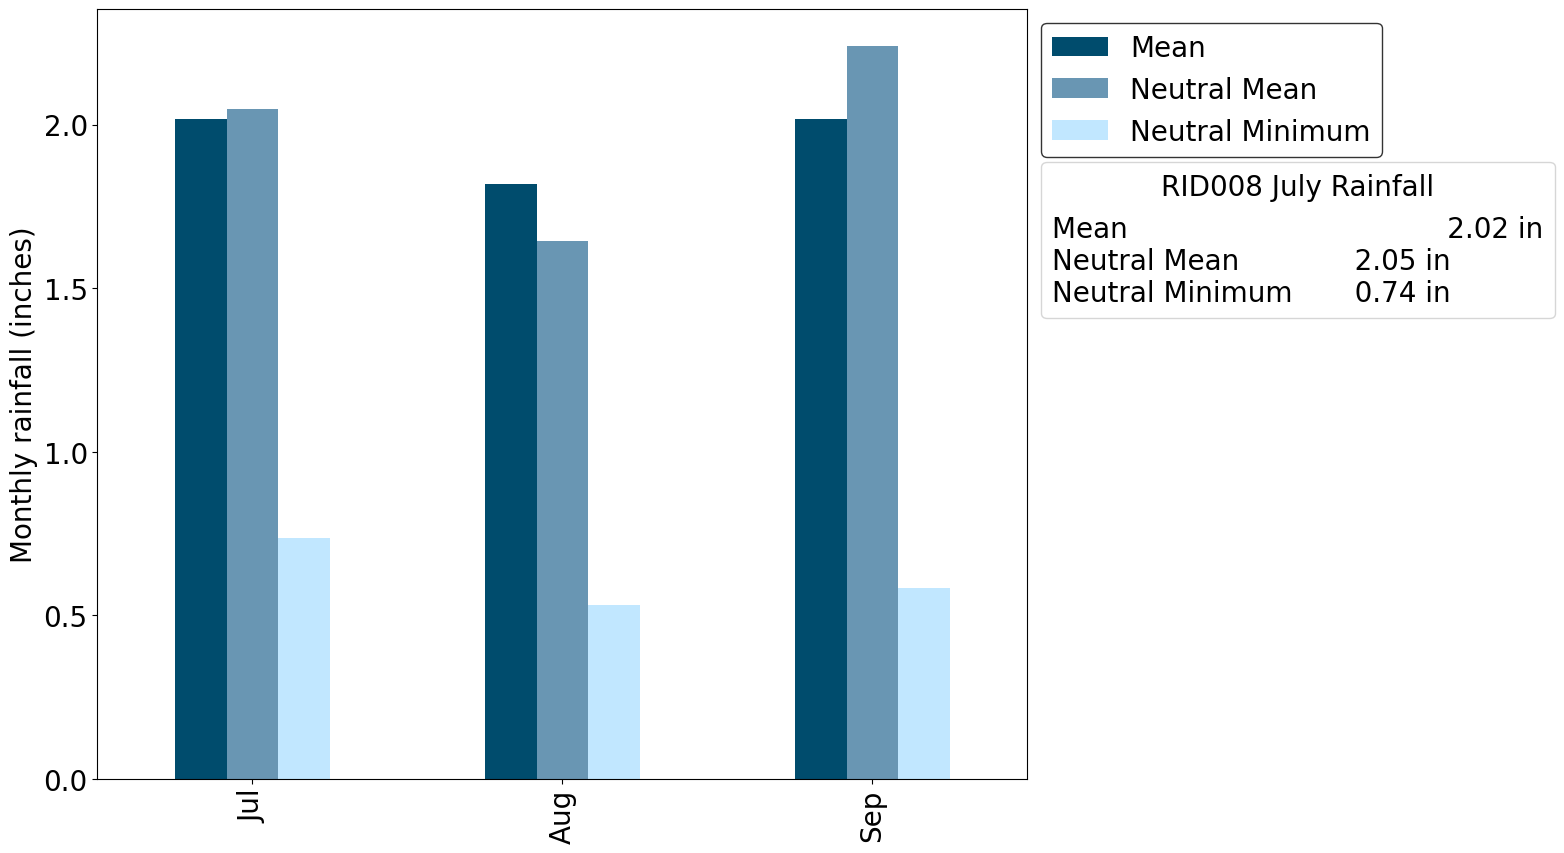 Monthly rainfall (inches)
2.0
1.5
1.0
0.5
0.0
Jul
Aug
Sep
Mean
Neutral Mean
Neutral Minimum
RID008 July Rainfall
Mean 2.02 in
Neutral Mean 2.05 in
Neutral Minimum 0.74 in